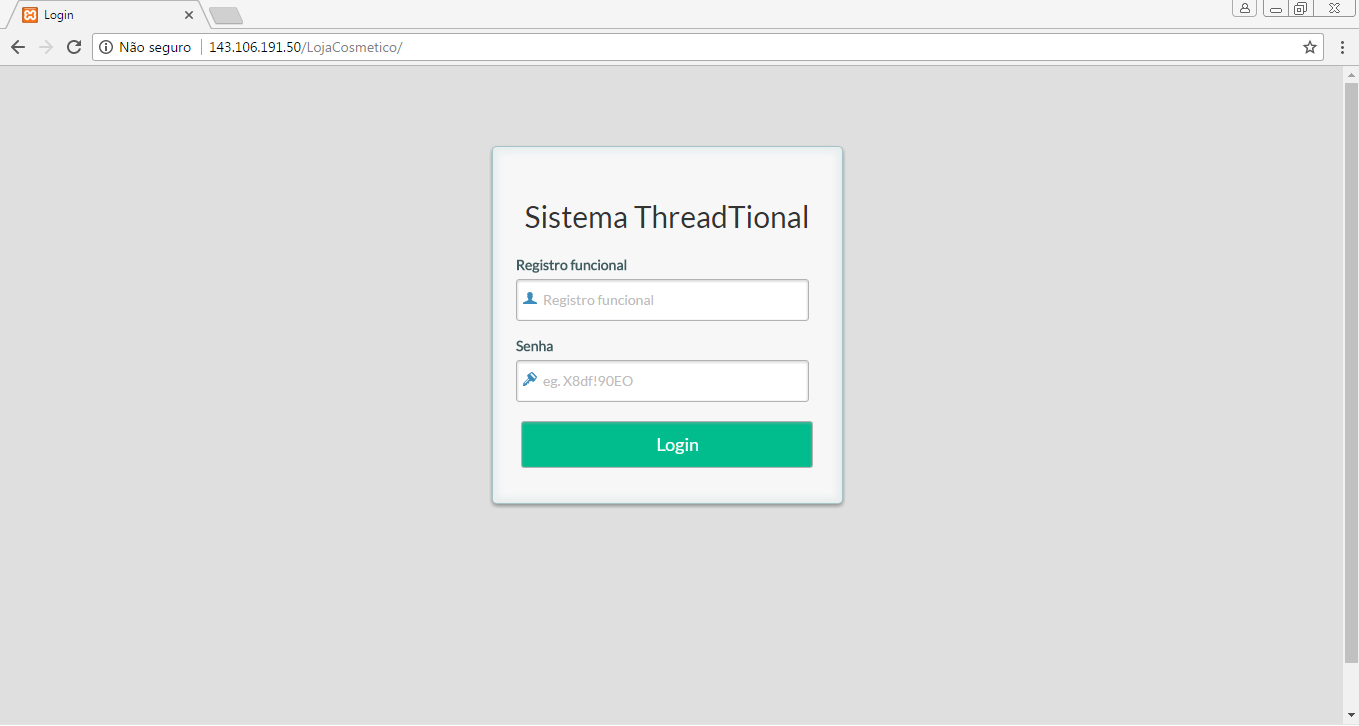 Login
Não seguro 143.106.191.50/LojaCosmetico/
Sistema ThreadTional
Registro funcional
Registro funcional
Senha
eg. X8df!90EO
Login